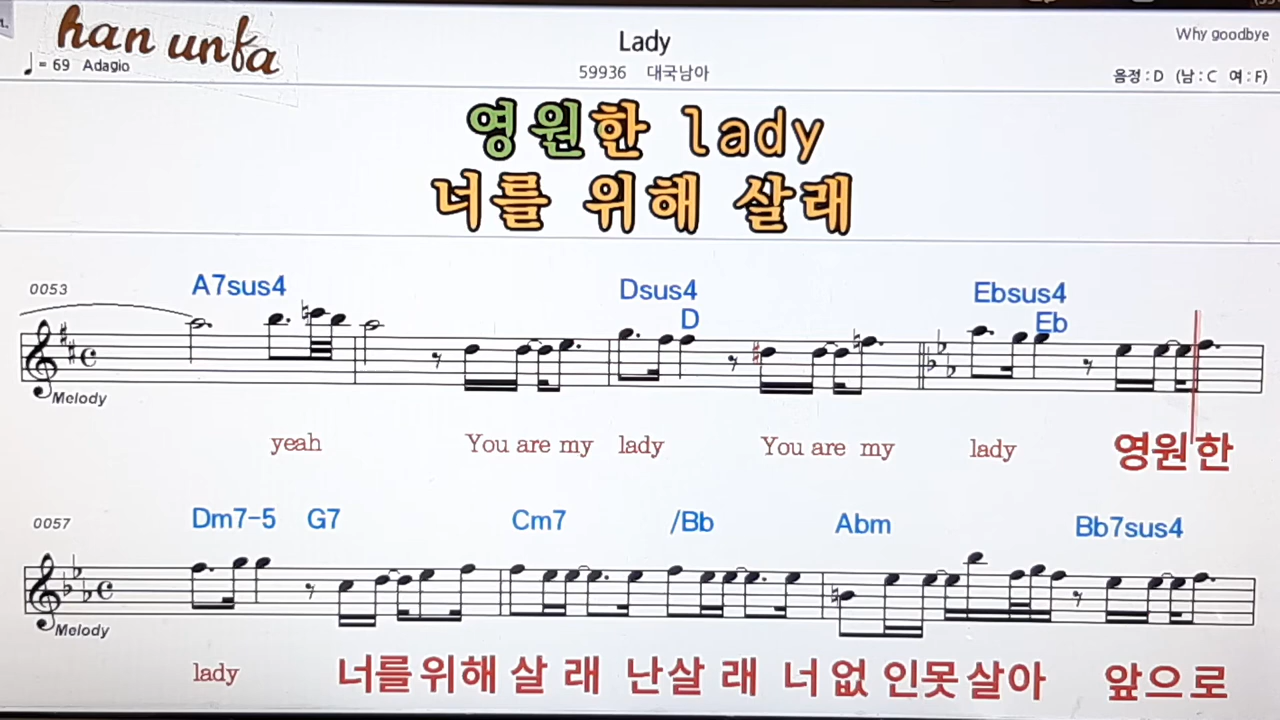 han unfa
Lady
Why goodbye
♩= 69 Adagio
59936 대국남아
음정 : D (남 : C 여 : F)
영원한 lady
너를 위해 살래
0053 A7sus4 Dsus4 D Ebsus4 Eb
Melody
yeah You are my lady You are my lady 영원한
0057 Dm7-5 G7 Cm7 /Bb Abm Bb7sus4
Melody
lady 너를위해 살 래 난살 래 너 없 인못 살아 앞으로